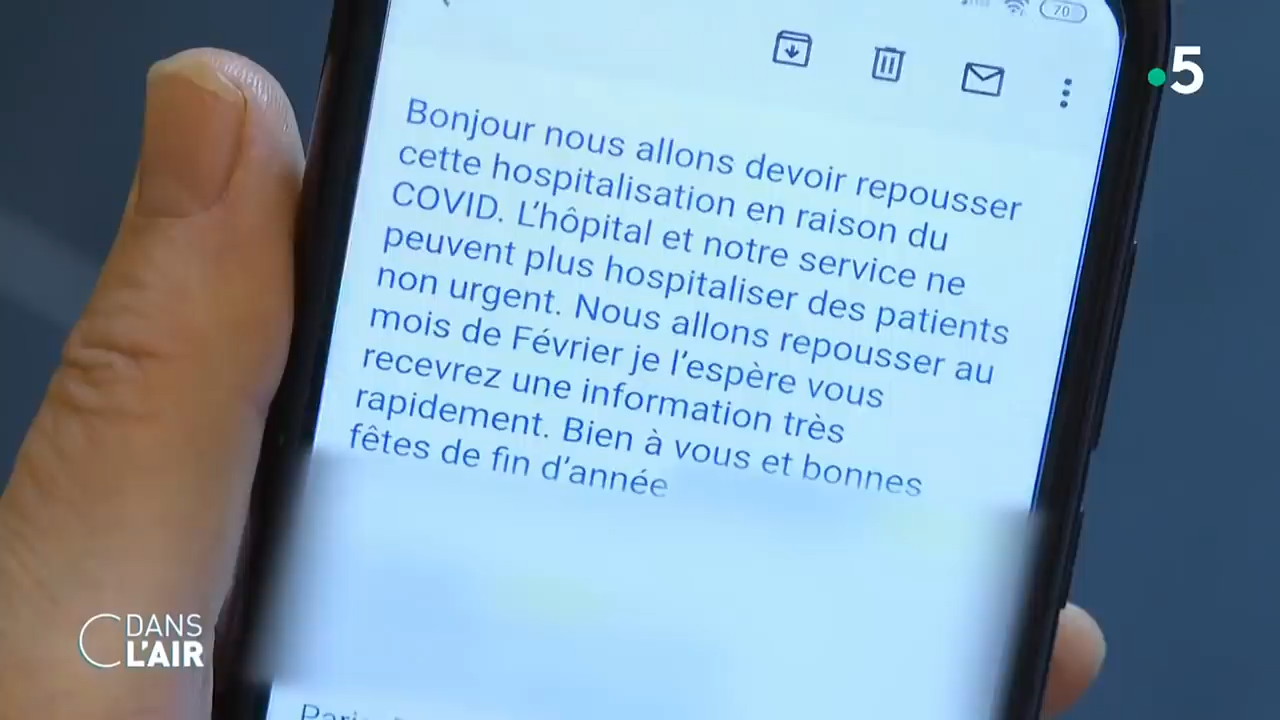 70
5
Bonjour nous allons devoir repousser
cette hospitalisation en raison du
COVID. L'hôpital et notre service ne
peuvent plus hospitaliser des patients
non urgent. Nous allons repousser au
mois de Février je l'espère vous
recevrez une information très
rapidement. Bien à vous et bonnes
fêtes de fin d'année
C DANS
L'AIR